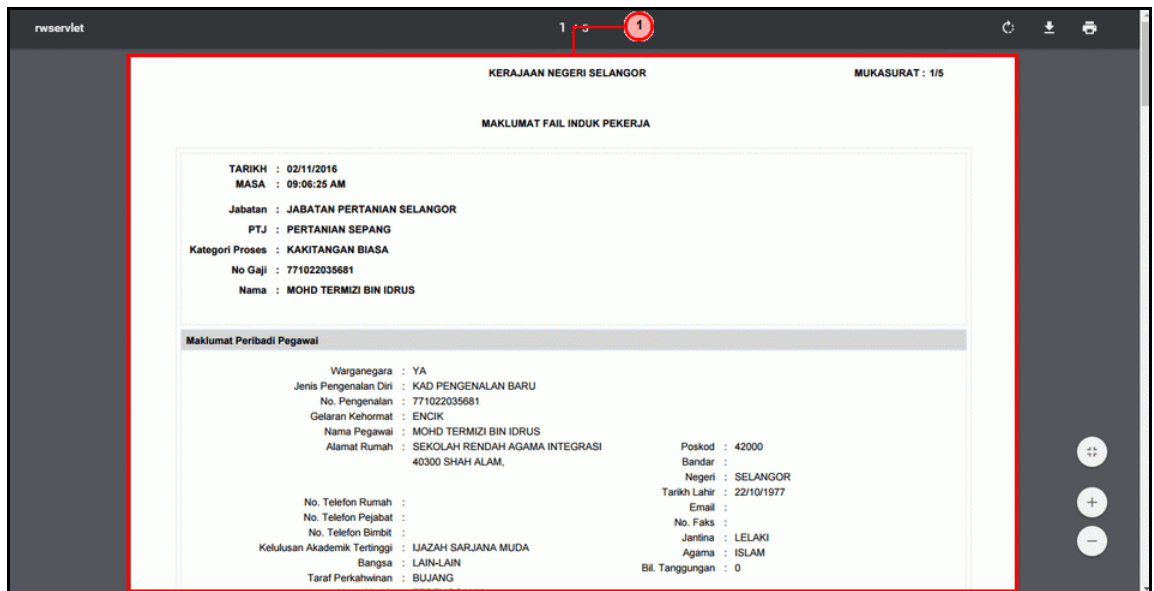 rwservlet
1 / 5
1
KERAJAAN NEGERI SELANGOR MUKASURAT : 1/5
MAKLUMAT FAIL INDUK PEKERJA
TARIKH : 02/11/2016
MASA : 09:06:25 AM
Jabatan : JABATAN PERTANIAN SELANGOR
PTJ : PERTANIAN SEPANG
Kategori Proses : KAKITANGAN BIASA
No Gaji : 771022035681
Nama : MOHD TERMIZI BIN IDRUS
Maklumat Peribadi Pegawai
Warganegara : YA
Jenis Pengenalan Diri : KAD PENGENALAN BARU
No. Pengenalan : 771022035681
Gelaran Kehormat : ENCIK
Nama Pegawai : MOHD TERMIZI BIN IDRUS
Alamat Rumah : SEKOLAH RENDAH AGAMA INTEGRASI Poskod : 42000
40300 SHAH ALAM, Bandar :
Negeri : SELANGOR
Tarikh Lahir : 22/10/1977
No. Telefon Rumah : Email :
No. Telefon Pejabat : No. Faks :
No. Telefon Bimbit : Jantina : LELAKI
Kelulusan Akademik Tertinggi : IJAZAH SARJANA MUDA Agama : ISLAM
Bangsa : LAIN-LAIN Bil. Tanggungan : 0
Taraf Perkahwinan : BUJANG